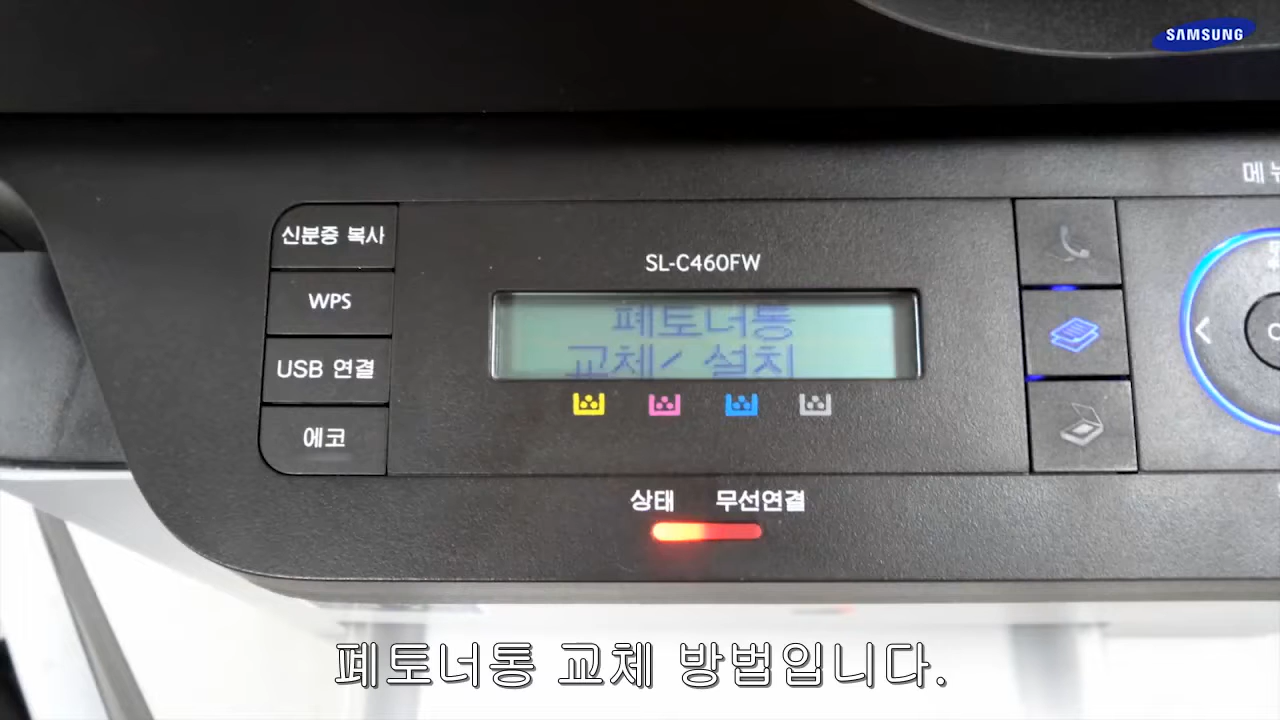 SAMSUNG
메뉴
신분증 복사
WPS
USB 연결
에코
SL-C460FW
폐토너통
교체/ 설치
상태 무선연결
폐토너통 교체 방법입니다.